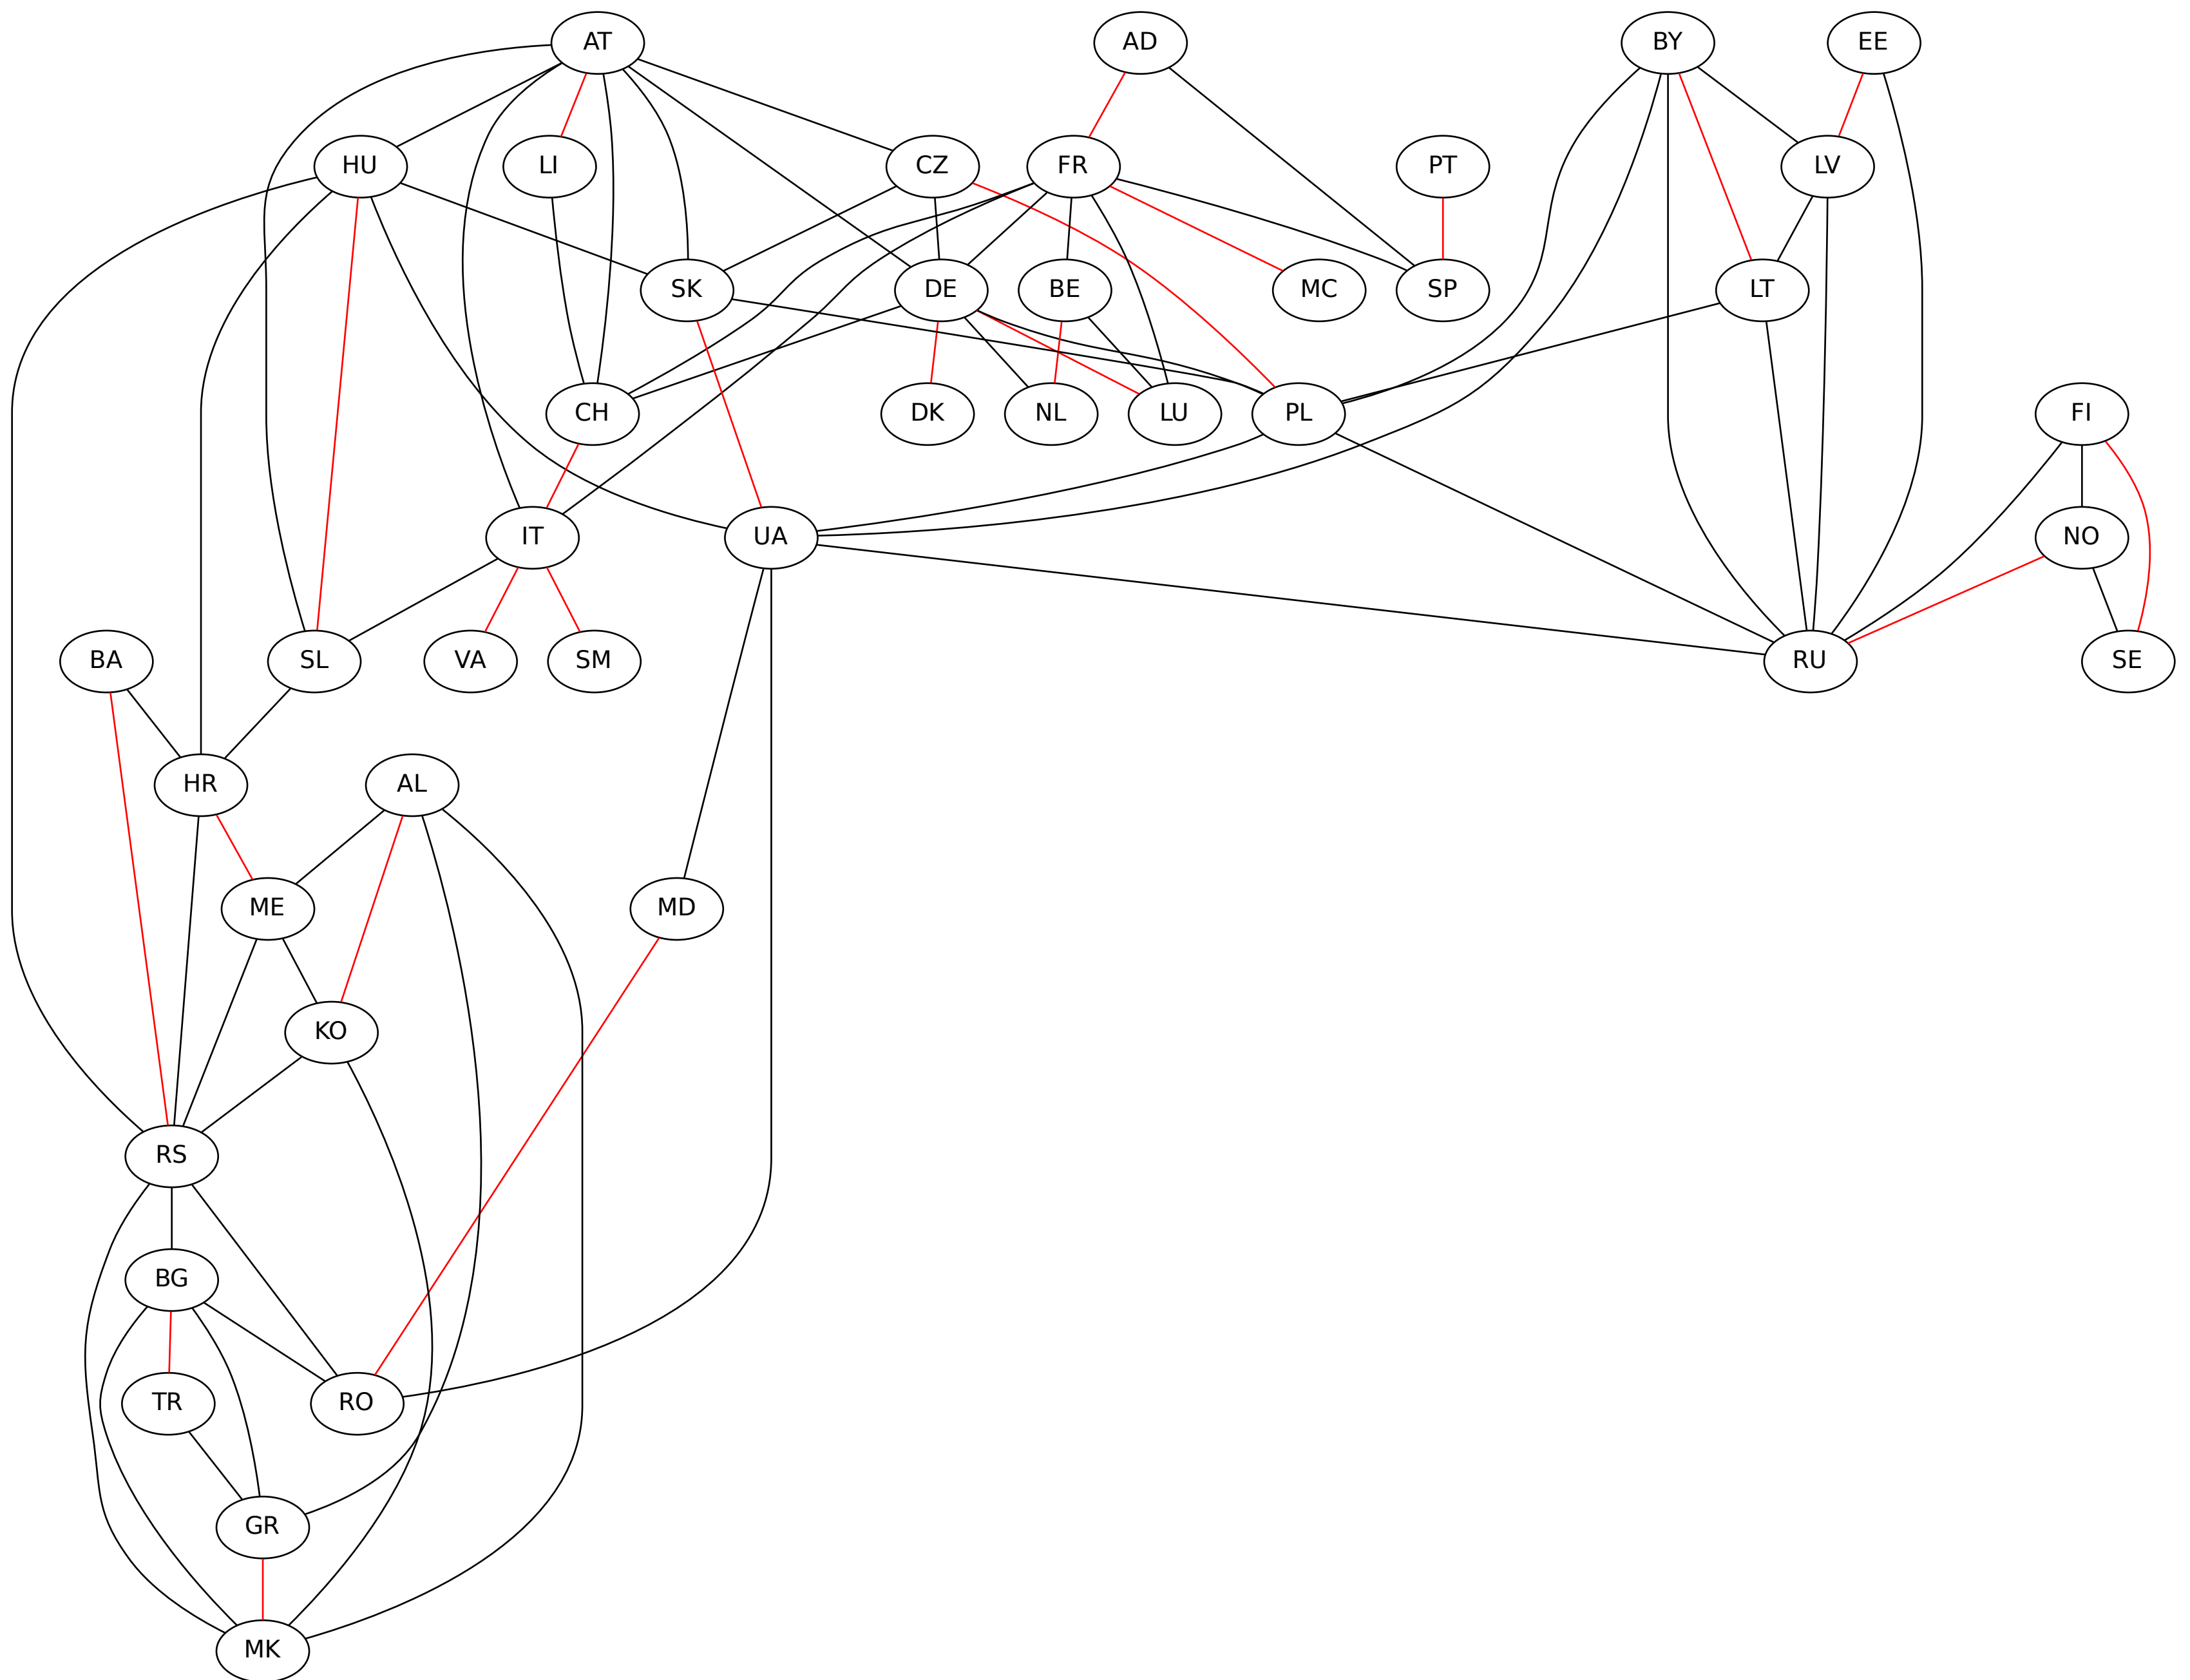 AT
AD
BY
EE
HU
LI
CZ
FR
PT
LV
SK
DE
BE
MC
SP
LT
CH
DK
NL
LU
PL
FI
IT
UA
NO
BA
SL
VA
SM
RU
SE
HR
AL
ME
MD
KO
RS
BG
TR
RO
GR
MK